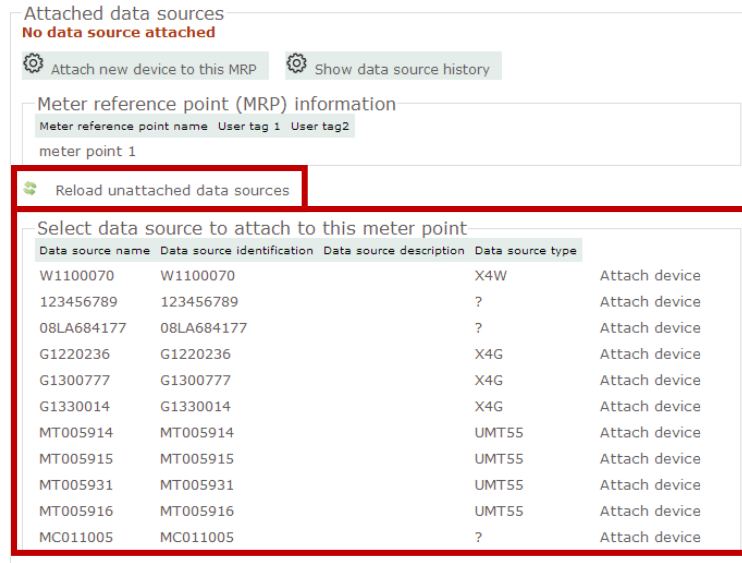 Attached data sources
No data source attached
Attach new device to this MRP Show data source history
Meter reference point (MRP) information
Meter reference point name User tag 1 User tag2
meter point 1
Reload unattached data sources
Select data source to attach to this meter point
Data source name Data source identification Data source description Data source type
W1100070 W1100070 X4W Attach device
123456789 123456789 ? Attach device
08LA684177 08LA684177 ? Attach device
G1220236 G1220236 X4G Attach device
G1300777 G1300777 X4G Attach device
G1330014 G1330014 X4G Attach device
MT005914 MT005914 UMT55 Attach device
MT005915 MT005915 UMT55 Attach device
MT005931 MT005931 UMT55 Attach device
MT005916 MT005916 UMT55 Attach device
MC011005 MC011005 ? Attach device